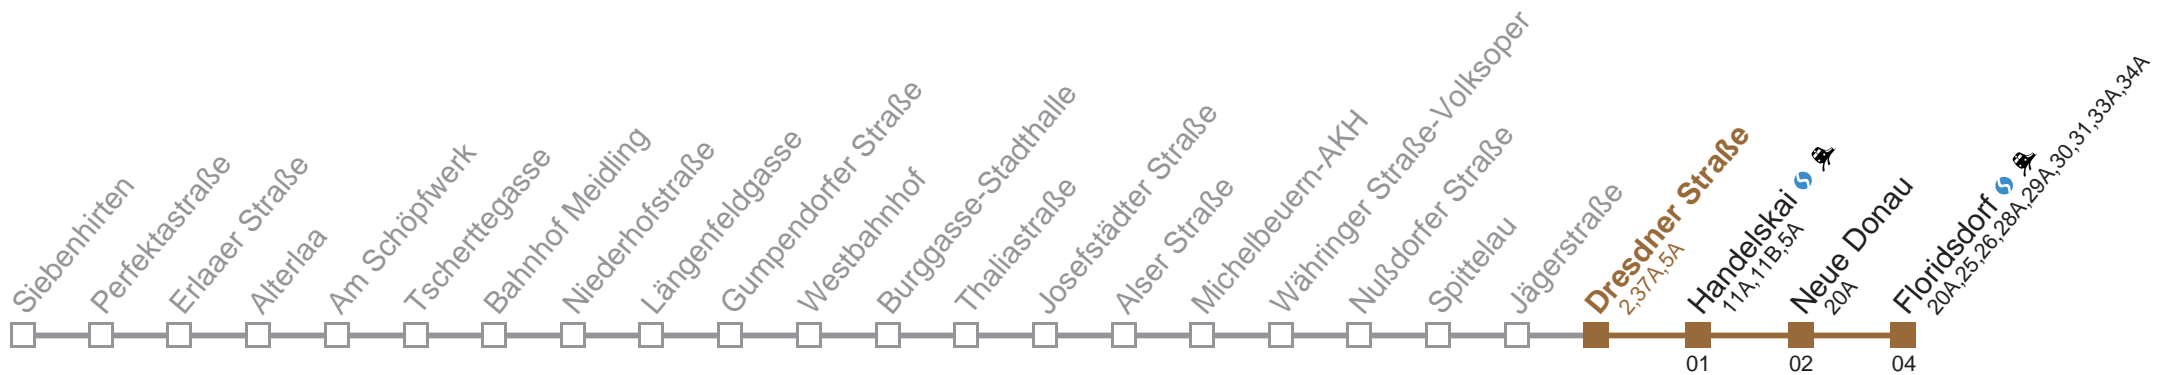 Siebenhirten
Perfektastraße
Erlaaer Straße
Alterlaa
Am Schöpfwerk
Tscherttegasse
Bahnhof Meidling
Niederhofstraße
Längenfeldgasse
Gumpendorfer Straße
Westbahnhof
Burggasse-Stadthalle
Thaliastraße
Josefstädter Straße
Alser Straße
Michelbeuern-AKH
Währinger Straße-Volksoper
Nußdorfer Straße
Spittelau
Jägerstraße
Dresdner Straße
2,37A,5A
Handelskai
11A,11B,5A
01
Neue Donau
20A
02
Floridsdorf
20A,25,26,28A,29A,30,31,33A,34A
04